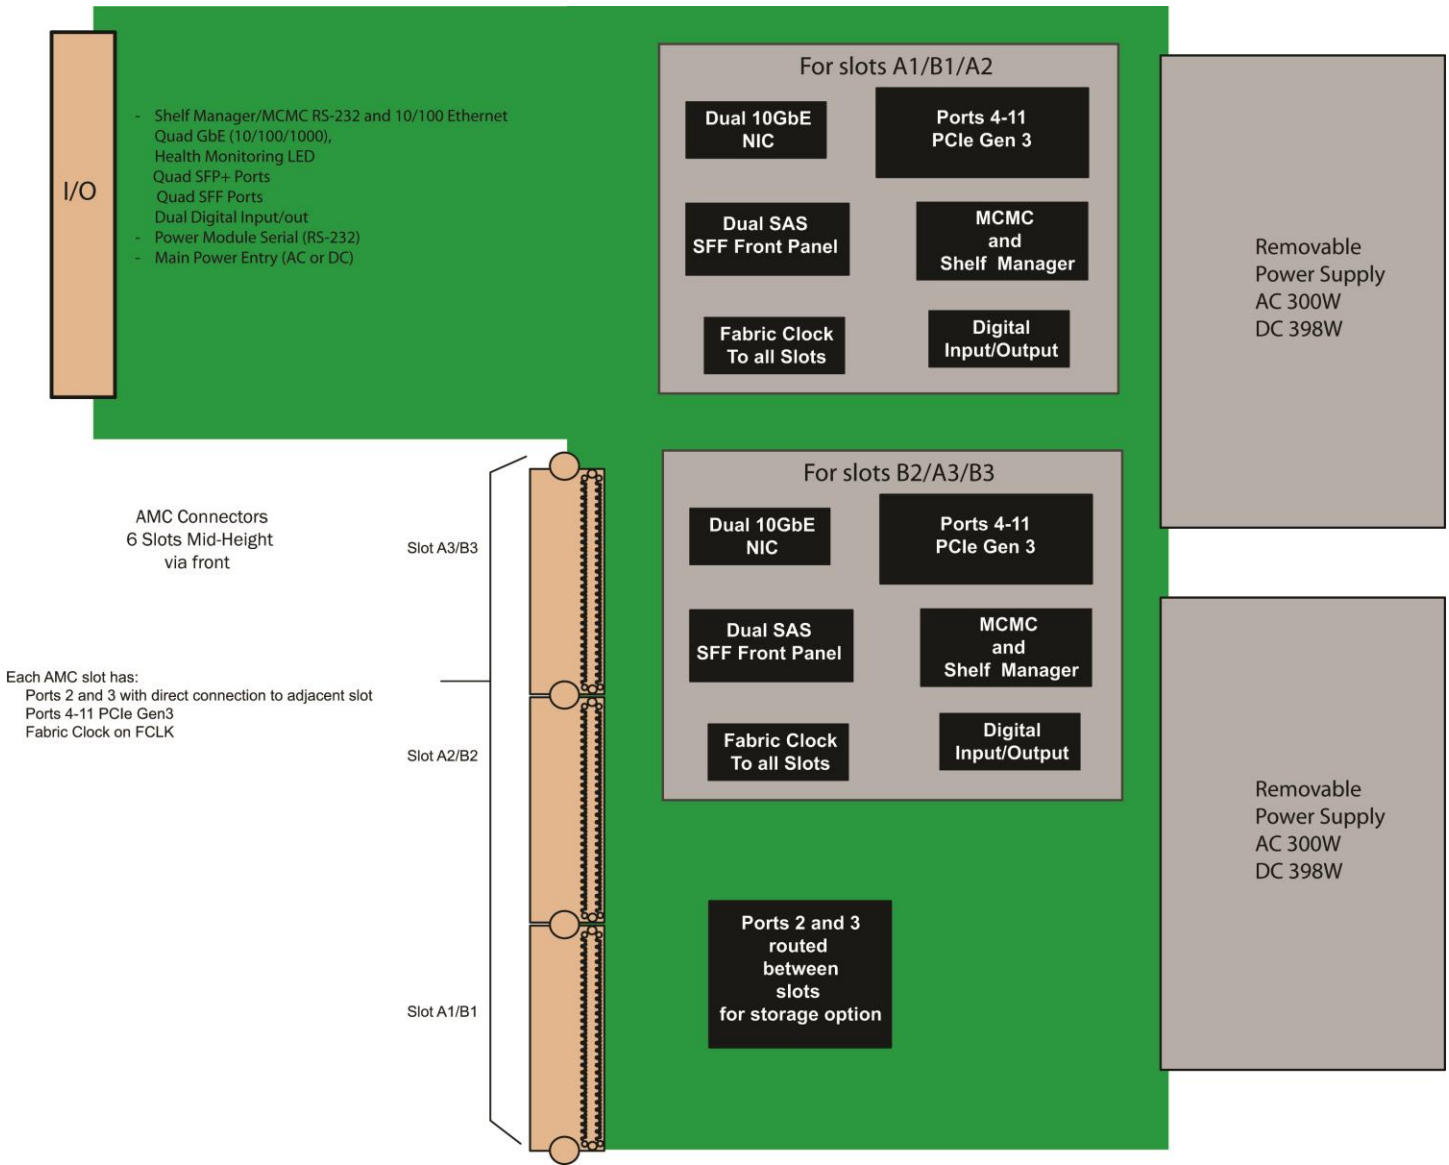 I/O
- Shelf Manager/MCMC RS-232 and 10/100 Ethernet
Quad GbE (10/100/1000),
Health Monitoring LED
Quad SFP+ Ports
Quad SFF Ports
Dual Digital Input/out
- Power Module Serial (RS-232)
- Main Power Entry (AC or DC)
For slots A1/B1/A2
Dual 10GbE
NIC
Ports 4-11
PCIe Gen 3
Dual SAS
SFF Front Panel
MCMC
and
Shelf Manager
Fabric Clock
To all Slots
Digital
Input/Output
Removable
Power Supply
AC 300W
DC 398W
AMC Connectors
6 Slots Mid-Height
via front
Slot A3/B3
Each AMC slot has:
Ports 2 and 3 with direct connection to adjacent slot
Ports 4-11 PCIe Gen3
Fabric Clock on FCLK
Slot A2/B2
Slot A1/B1
For slots B2/A3/B3
Dual 10GbE
NIC
Ports 4-11
PCIe Gen 3
Dual SAS
SFF Front Panel
MCMC
and
Shelf Manager
Fabric Clock
To all Slots
Digital
Input/Output
Ports 2 and 3
routed
between
slots
for storage option
Removable
Power Supply
AC 300W
DC 398W